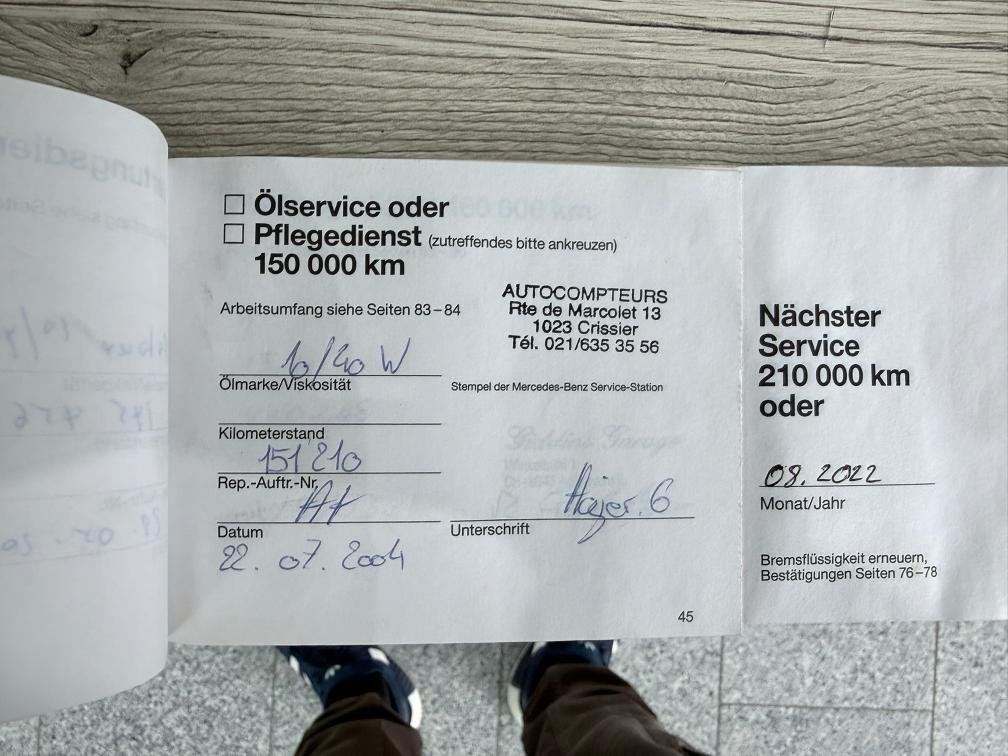 ☐ Ölservice oder
☐ Pflegedienst (zutreffendes bitte ankreuzen)
150 000 km
Arbeitsumfang siehe Seiten 83–84
AUTOCOMPTEURS
Rte de Marcolet 13
1023 Crissier
Tél. 021/635 35 56
10/40 W
Ölmarke/Viskosität
Stempel der Mercedes-Benz Service-Station
Kilometerstand
151 210
Rep.-Auftr.-Nr.
Datum
Unterschrift
22. 07. 2004
45
Nächster
Service
210 000 km
oder
08. 2022
Monat/Jahr
Bremsflüssigkeit erneuern,
Bestätigungen Seiten 76–78